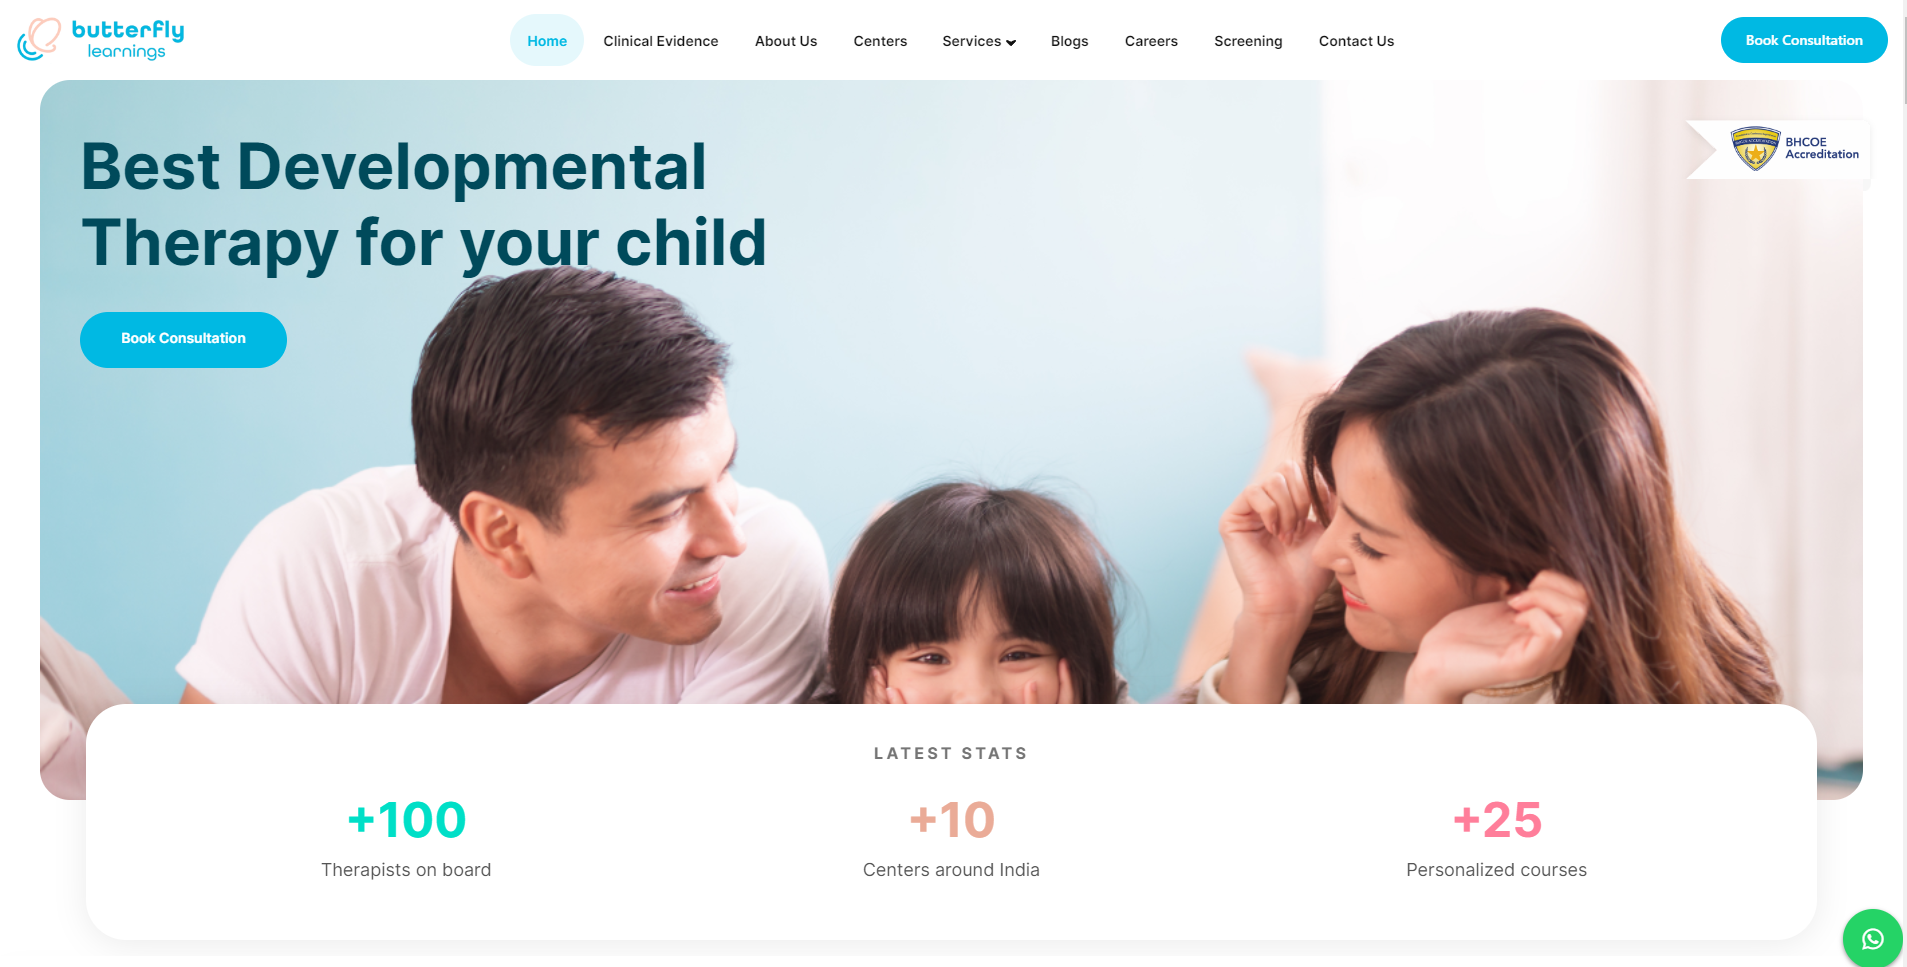 butterfly
learnings
Home
Clinical Evidence
About Us
Centers
Services
Blogs
Careers
Screening
Contact Us
Book Consultation
Best Developmental
Therapy for your child
Book Consultation
BHCOE
Accreditation
LATEST STATS
+100
Therapists on board
+10
Centers around India
+25
Personalized courses